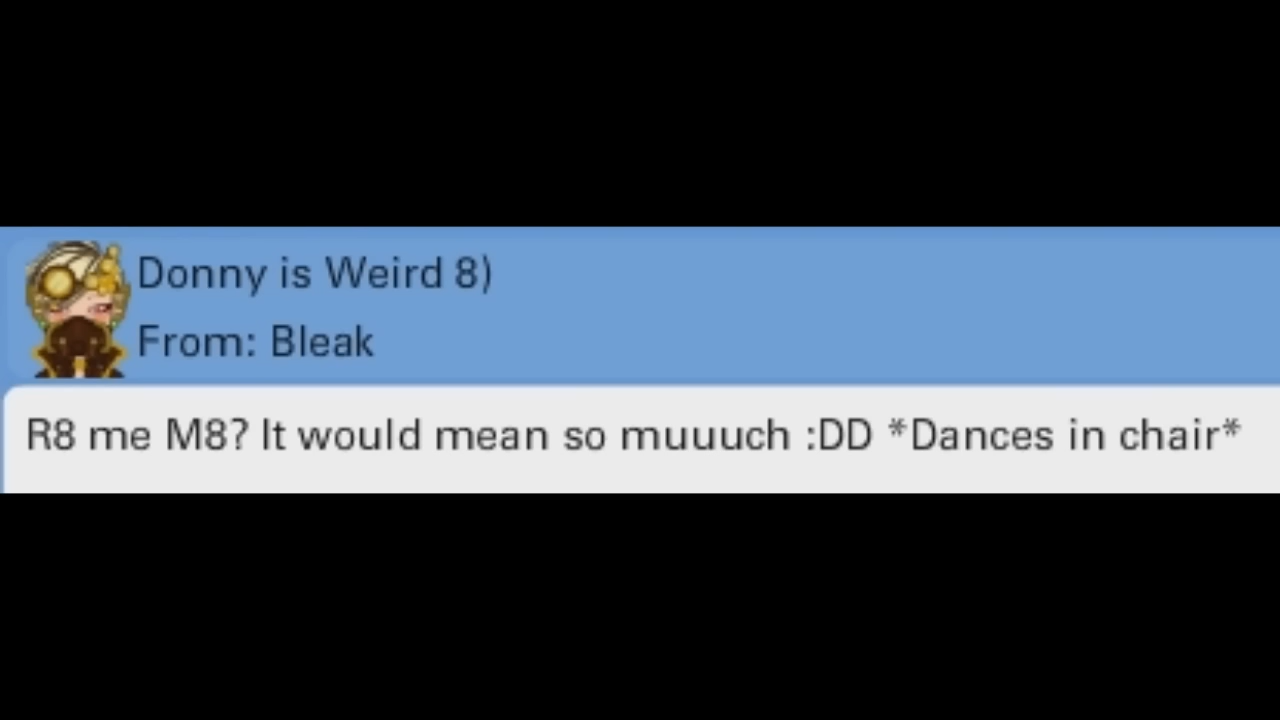 Donny is Weird 8)
From: Bleak
R8 me M8? It would mean so muuuch :DD *Dances in chair*